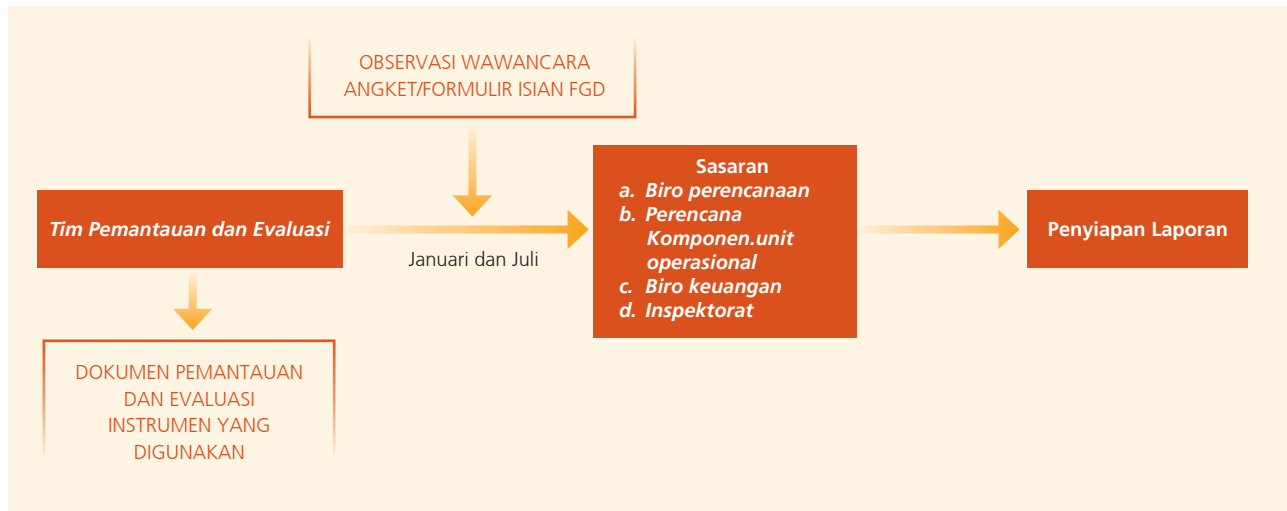 OBSERVASI WAWANCARA
ANGKET/FORMULIR ISIAN FGD
Tim Pemantauan dan Evaluasi
Januari dan Juli
Sasaran
a. Biro perencanaan
b. Perencana
Komponen.unit
operasional
c. Biro keuangan
d. Inspektorat
Penyiapan Laporan
DOKUMEN PEMANTAUAN
DAN EVALUASI
INSTRUMEN YANG
DIGUNAKAN